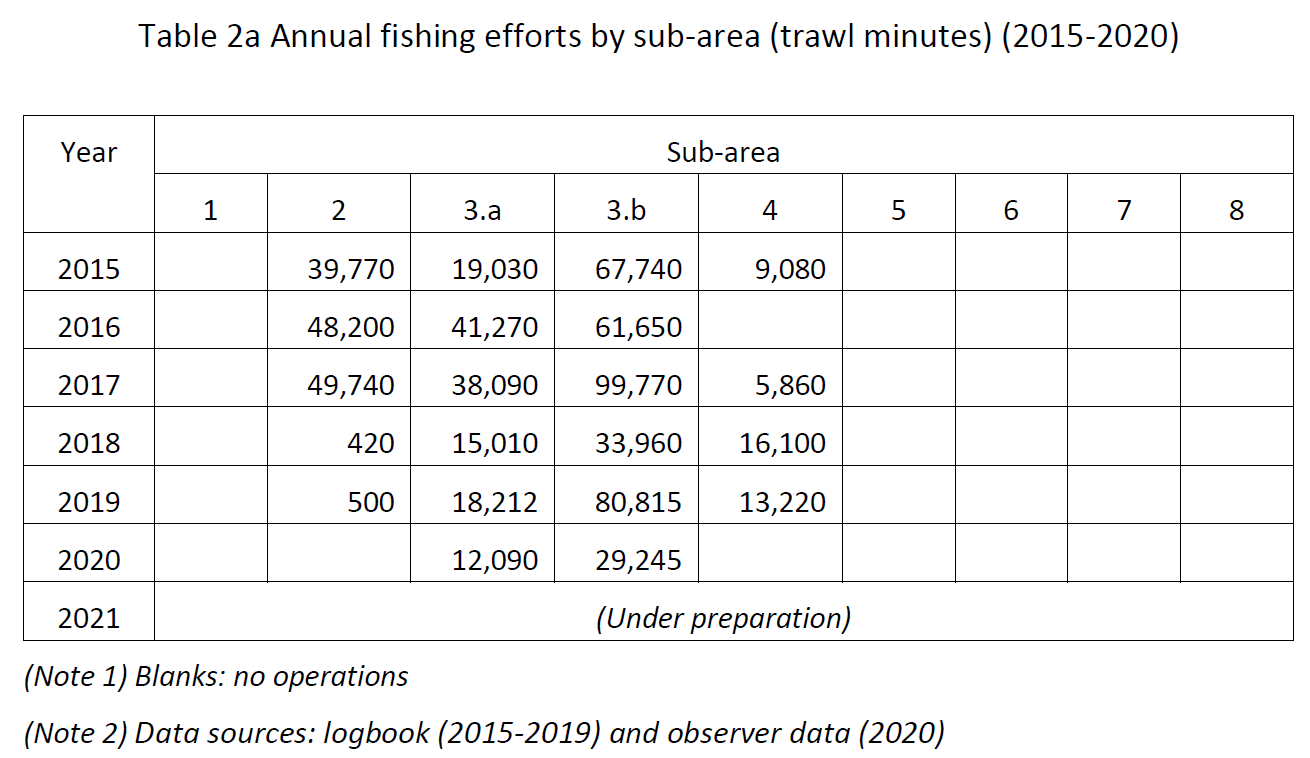 Table 2a Annual fishing efforts by sub-area (trawl minutes) (2015-2020)
Year Sub-area
1 2 3.a 3.b 4 5 6 7 8
2015 39,770 19,030 67,740 9,080
2016 48,200 41,270 61,650
2017 49,740 38,090 99,770 5,860
2018 420 15,010 33,960 16,100
2019 500 18,212 80,815 13,220
2020 12,090 29,245
2021 (Under preparation)
(Note 1) Blanks: no operations
(Note 2) Data sources: logbook (2015-2019) and observer data (2020)